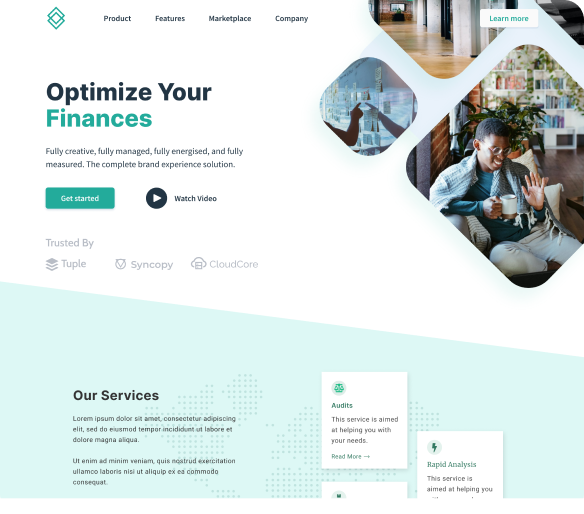 Product
Features
Marketplace
Company
Learn more
Optimize Your
Finances
Fully creative, fully managed, fully energised, and fully
measured. The complete brand experience solution.
Get started
Watch Video
Trusted By
Tuple
Syncopy
CloudCore
Our Services
Lorem ipsum dolor sit amet, consectetur adipiscing
elit, sed do eiusmod tempor incididunt ut labore et
dolore magna aliqua.
Ut enim ad minim veniam, quis nostrud exercitation
ullamco laboris nisi ut aliquip ex ea commodo
consequat.
Audits
This service is aimed
at helping you with
your needs.
Read More →
Rapid Analysis
This service is
aimed at helping you